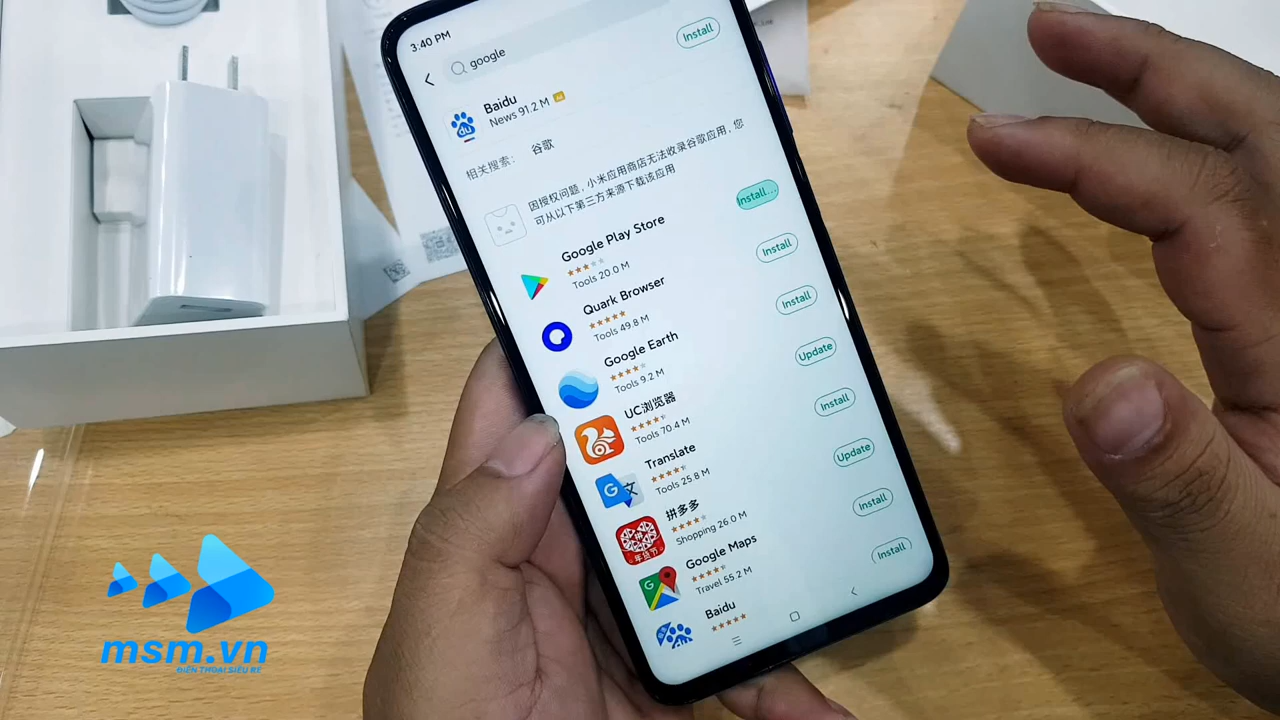 3:40 PM
google
Install
Baidu
News 91.2 M
相关搜索: 谷歌
因授权问题, 小米应用商店无法收录谷歌应用, 您
可从以下第三方来源下载该应用
Google Play Store
Tools 20.0 M
Install...
Quark Browser
Tools 49.8 M
Install
Google Earth
Tools 9.2 M
Install
UC浏览器
Tools 70.4 M
Update
Translate
Tools 25.8 M
Install
拼多多
Shopping 26.0 M
Update
Google Maps
Travel 55.2 M
Install
Baidu
Install
msm.vn
ĐIỆN THOẠI SIÊU RẺ